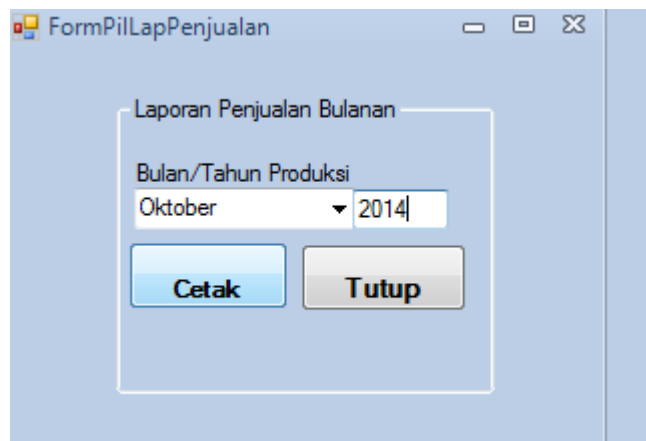 FormPilLapPenjualan
Laporan Penjualan Bulanan
Bulan/Tahun Produksi
Oktober 2014
Cetak Tutup